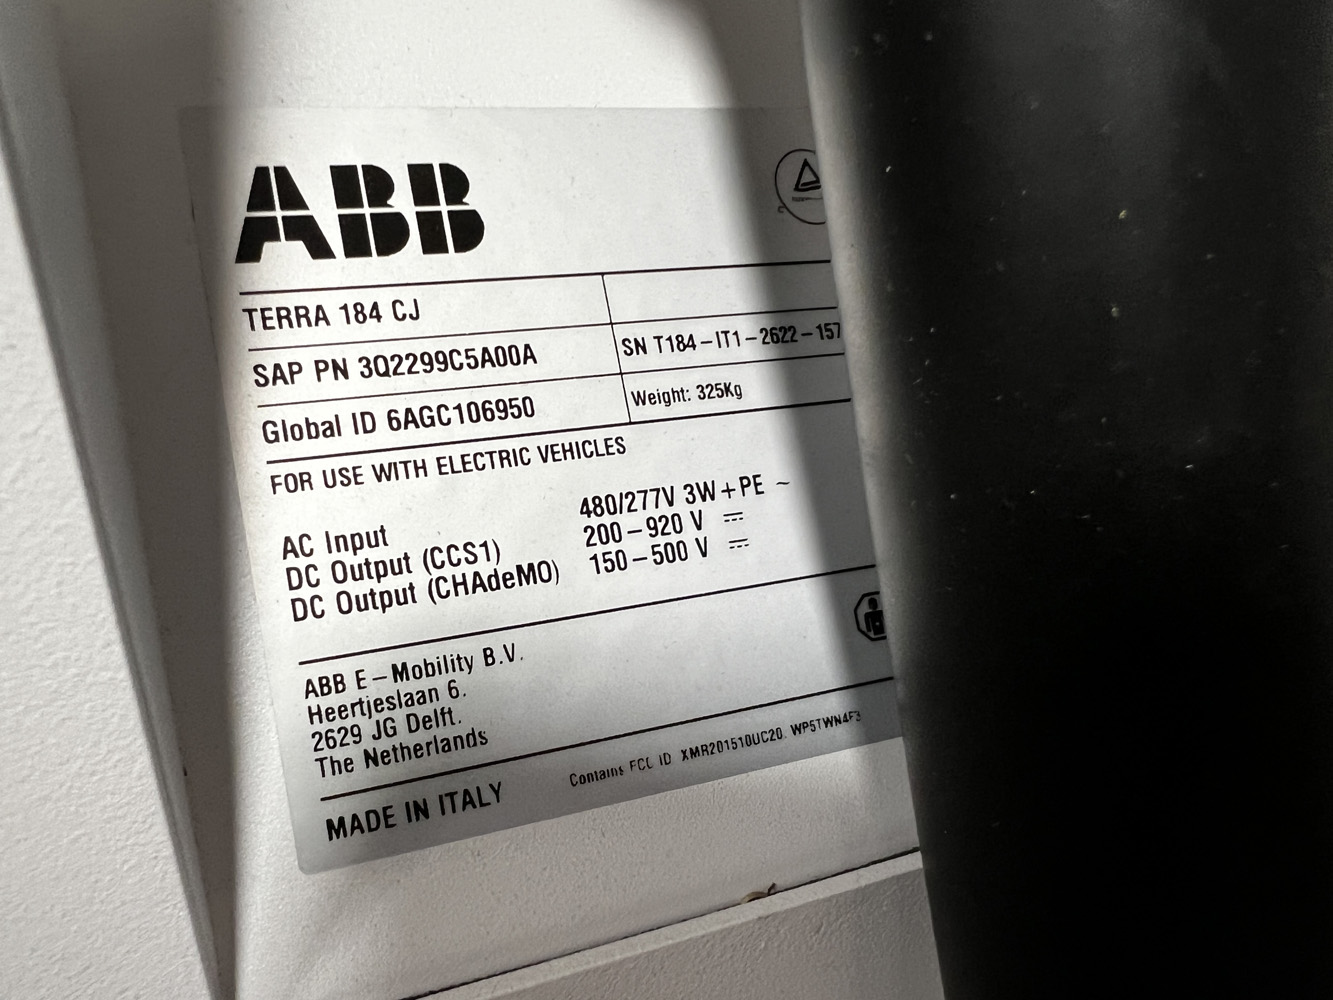 ABB
TERRA 184 CJ
SAP PN 3Q2299C5A00A
SN T184-IT1-2622-157
Global ID 6AGC106950
Weight: 325Kg
FOR USE WITH ELECTRIC VEHICLES
AC Input 480/277V 3W+PE ~
DC Output (CCS1) 200-920 V ⎓
DC Output (CHAdeMO) 150-500 V ⎓
ABB E-Mobility B.V.
Heertjeslaan 6.
2629 JG Delft.
The Netherlands
MADE IN ITALY
Contains FCC ID XMR201510UC20. WP5TWN4F3